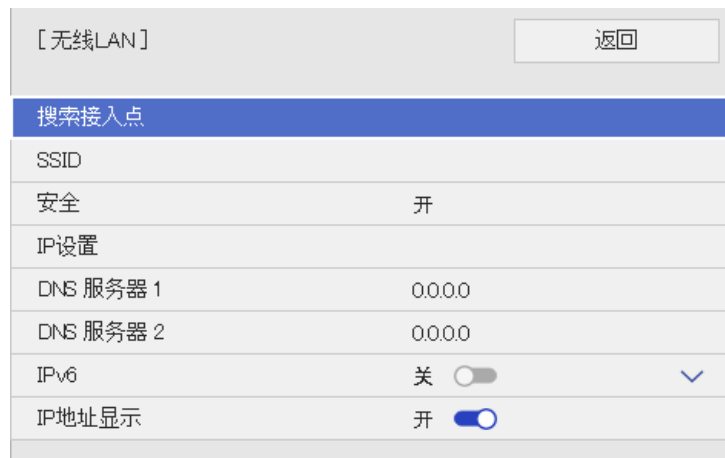 [无线LAN] 返回
搜索接入点
SSID
安全 开
IP设置
DNS 服务器 1 0.0.0.0
DNS 服务器 2 0.0.0.0
IPv6 关
IP地址显示 开